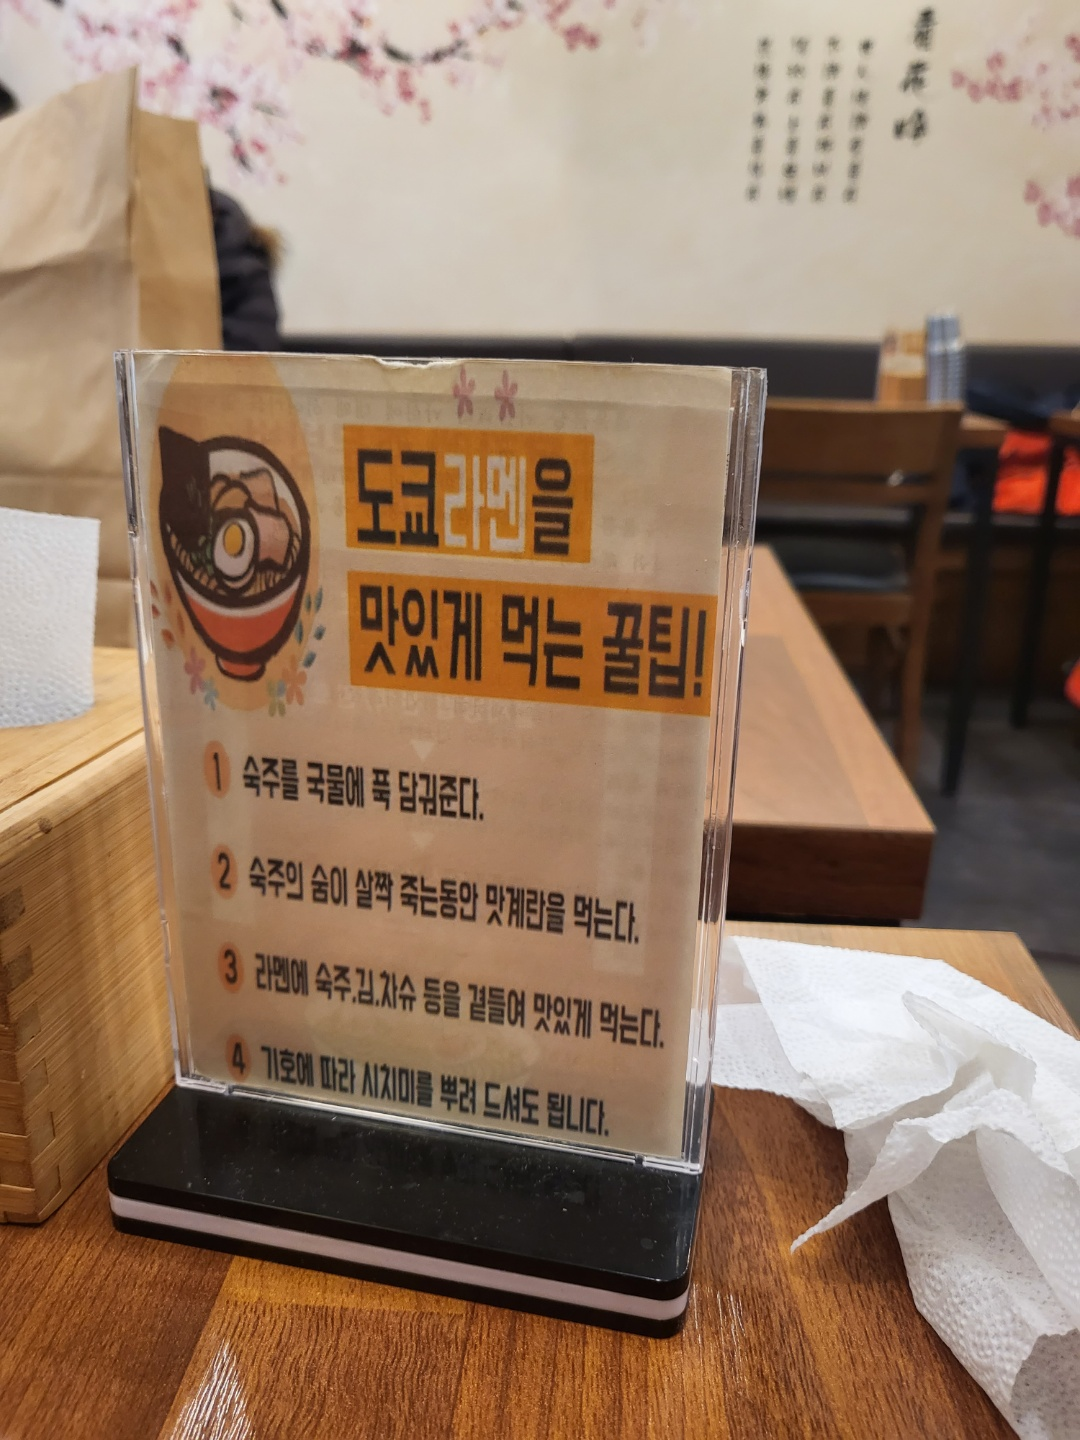 도쿄라멘을
맛있게 먹는 꿀팁!
1 숙주를 국물에 푹 담궈준다.
2 숙주의 숨이 살짝 죽는동안 맛계란을 먹는다.
3 라멘에 숙주,김,차슈 등을 곁들여 맛있게 먹는다.
4 기호에 따라 시치미를 뿌려 드셔도 됩니다.